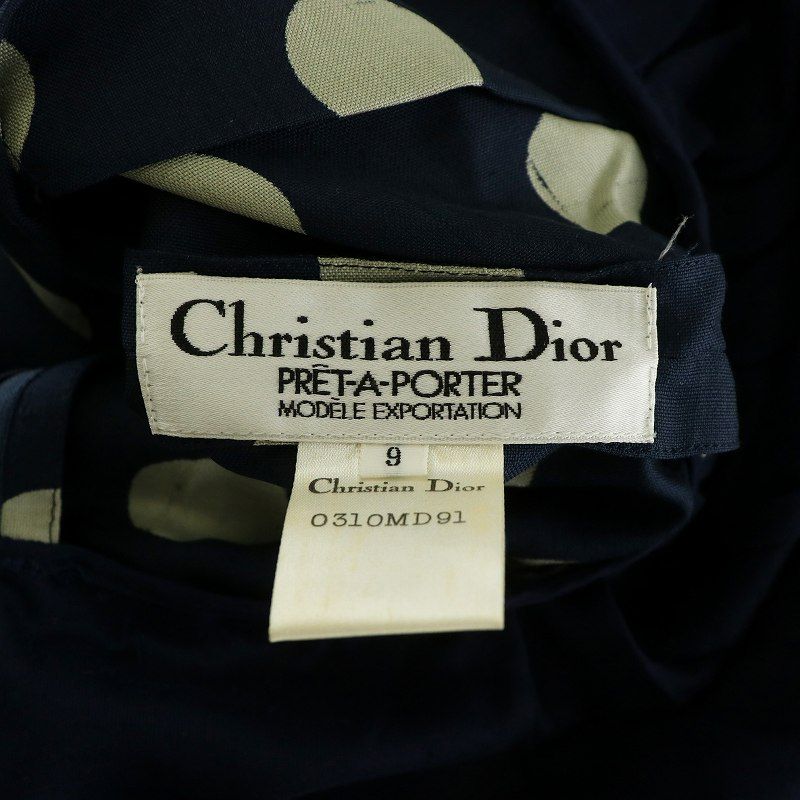 Christian Dior
PRÊT-A-PORTER
MODÈLE EXPORTATION
9
Christian Dior
0310MD91